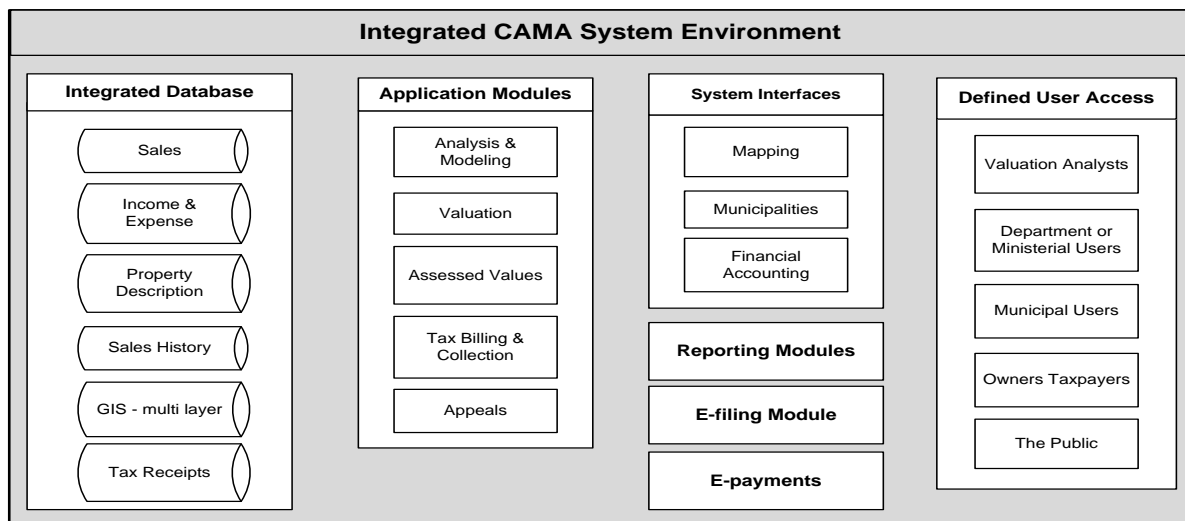 Integrated CAMA System Environment
Integrated Database
Sales
Income &
Expense
Property
Description
Sales History
GIS - multi layer
Tax Receipts
Application Modules
Analysis &
Modeling
Valuation
Assessed Values
Tax Billing &
Collection
Appeals
System Interfaces
Mapping
Municipalities
Financial
Accounting
Reporting Modules
E-filing Module
E-payments
Defined User Access
Valuation Analysts
Department or
Ministerial Users
Municipal Users
Owners Taxpayers
The Public